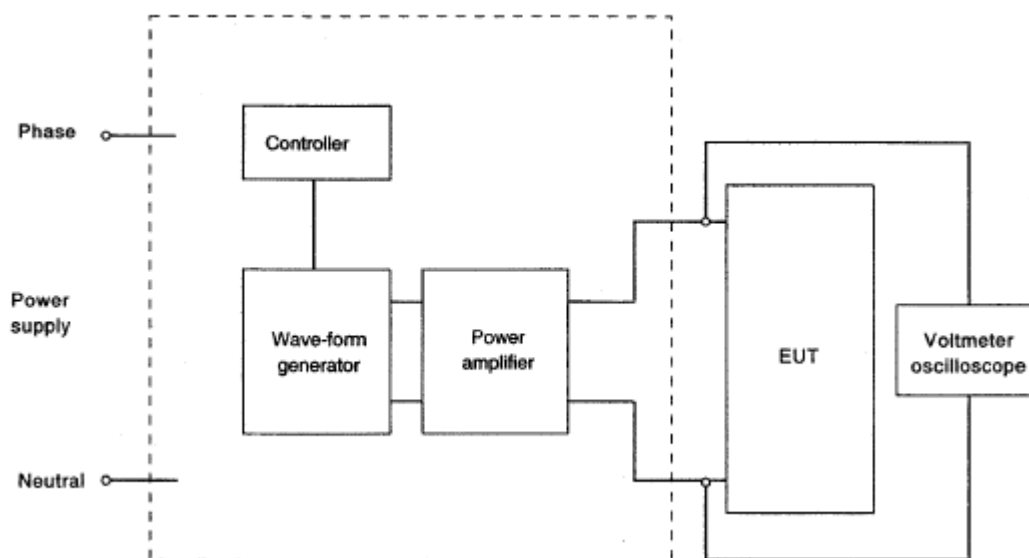 Phase
Controller
Power
supply
Wave-form
generator
Power
amplifier
EUT
Voltmeter
oscilloscope
Neutral